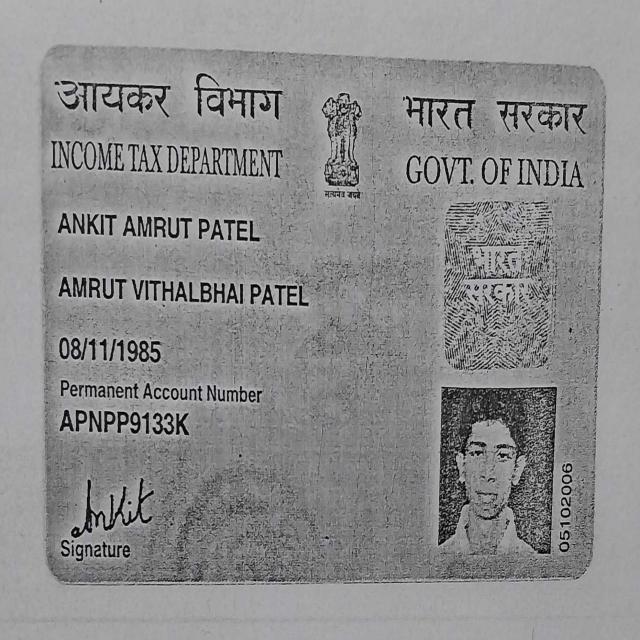 आयकर विभाग
भारत सरकार
INCOME TAX DEPARTMENT
GOVT. OF INDIA
सत्यमेव जयते
ANKIT AMRUT PATEL
भारत
सरकार
AMRUT VITHALBHAI PATEL
08/11/1985
Permanent Account Number
APNPP9133K
Ankit
Signature
05102006